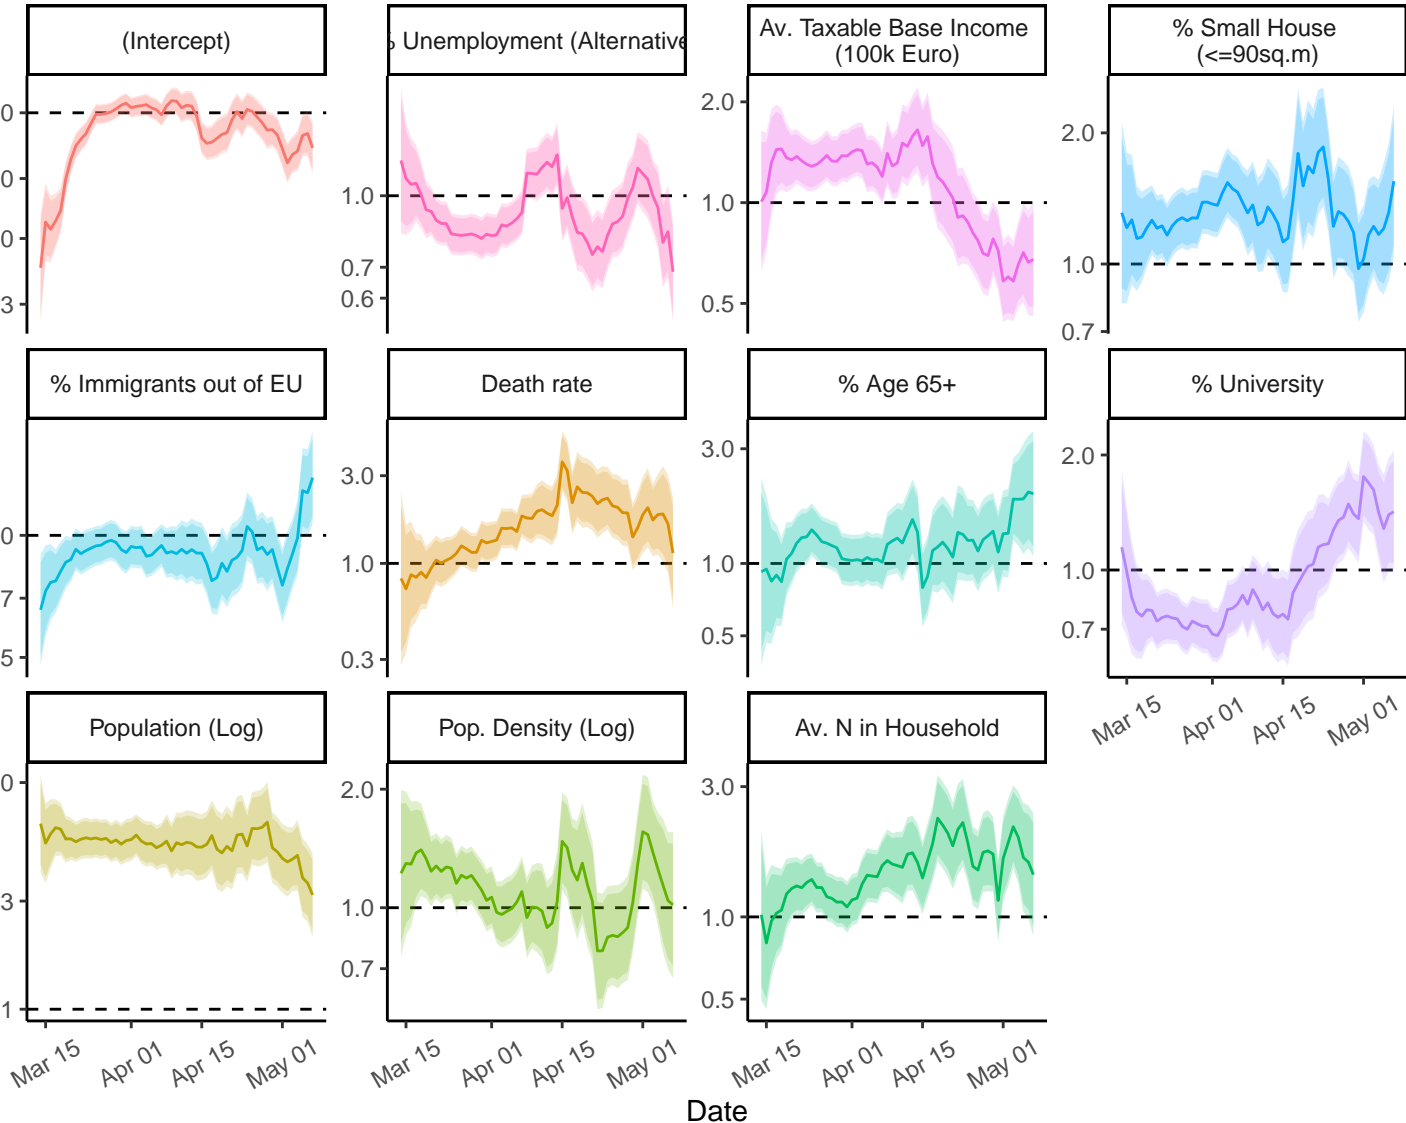 (Intercept)
% Unemployment (Alternative
Av. Taxable Base Income
(100k Euro)
% Small House
(<=90sq.m)
0
0
0
3
1.0
0.7
0.6
2.0
1.0
0.5
2.0
1.0
0.7
% Immigrants out of EU
Death rate
% Age 65+
% University
0
7
5
3.0
1.0
0.3
3.0
1.0
0.5
2.0
1.0
0.7
Mar 15
Apr 01
Apr 15
May 01
Population (Log)
Pop. Density (Log)
Av. N in Household
0
3
1
2.0
1.0
0.7
3.0
1.0
0.5
Mar 15
Apr 01
Apr 15
May 01
Mar 15
Apr 01
Apr 15
May 01
Mar 15
Apr 01
Apr 15
May 01
Date